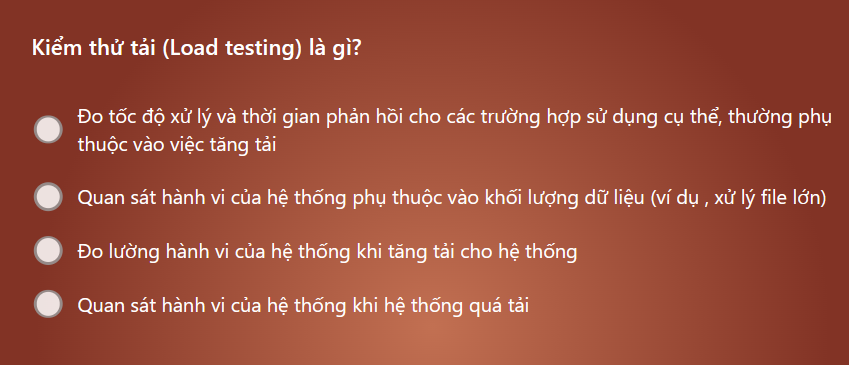 Kiểm thử tải (Load testing) là gì?
Đo tốc độ xử lý và thời gian phản hồi cho các trường hợp sử dụng cụ thể, thường phụ
thuộc vào việc tăng tải
Quan sát hành vi của hệ thống phụ thuộc vào khối lượng dữ liệu (ví dụ , xử lý file lớn)
Đo lường hành vi của hệ thống khi tăng tải cho hệ thống
Quan sát hành vi của hệ thống khi hệ thống quá tải